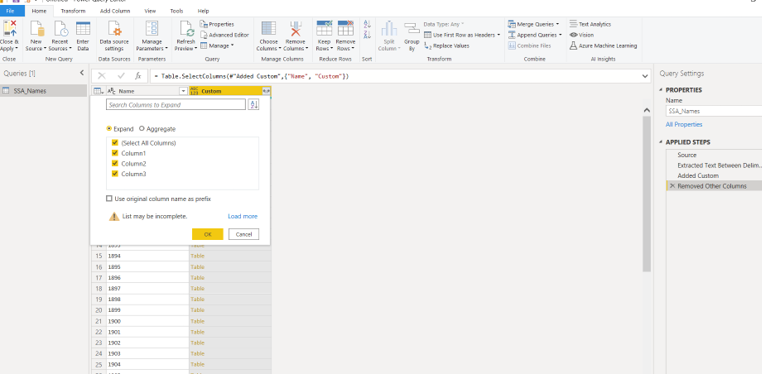 File Home Transform Add Column View Tools Help
Close & Apply
New Source
Recent Sources
Enter Data
Data source settings
Manage Parameters
Refresh Preview
Properties
Advanced Editor
Manage
Choose Columns
Remove Columns
Keep Rows
Remove Rows
Split Column
Group By
Data Type: Any
Use First Row as Headers
Replace Values
Merge Queries
Append Queries
Combine Files
Text Analytics
Vision
Azure Machine Learning
Close New Query Data Sources Parameters Query Manage Columns Reduce Rows Sort Transform Combine AI Insights
Queries [1]
SSA_Names
= Table.SelectColumns(#"Added Custom",{"Name", "Custom"})
Name Custom
Search Columns to Expand
Expand Aggregate
(Select All Columns)
Column1
Column2
Column3
Use original column name as prefix
List may be incomplete. Load more
OK Cancel
15 1894 Table
16 1895 Table
17 1896 Table
18 1897 Table
19 1898 Table
20 1899 Table
21 1900 Table
22 1901 Table
23 1902 Table
24 1903 Table
25 1904 Table
Query Settings
PROPERTIES
Name
SSA_Names
All Properties
APPLIED STEPS
Source
Extracted Text Between Delim...
Added Custom
Removed Other Columns